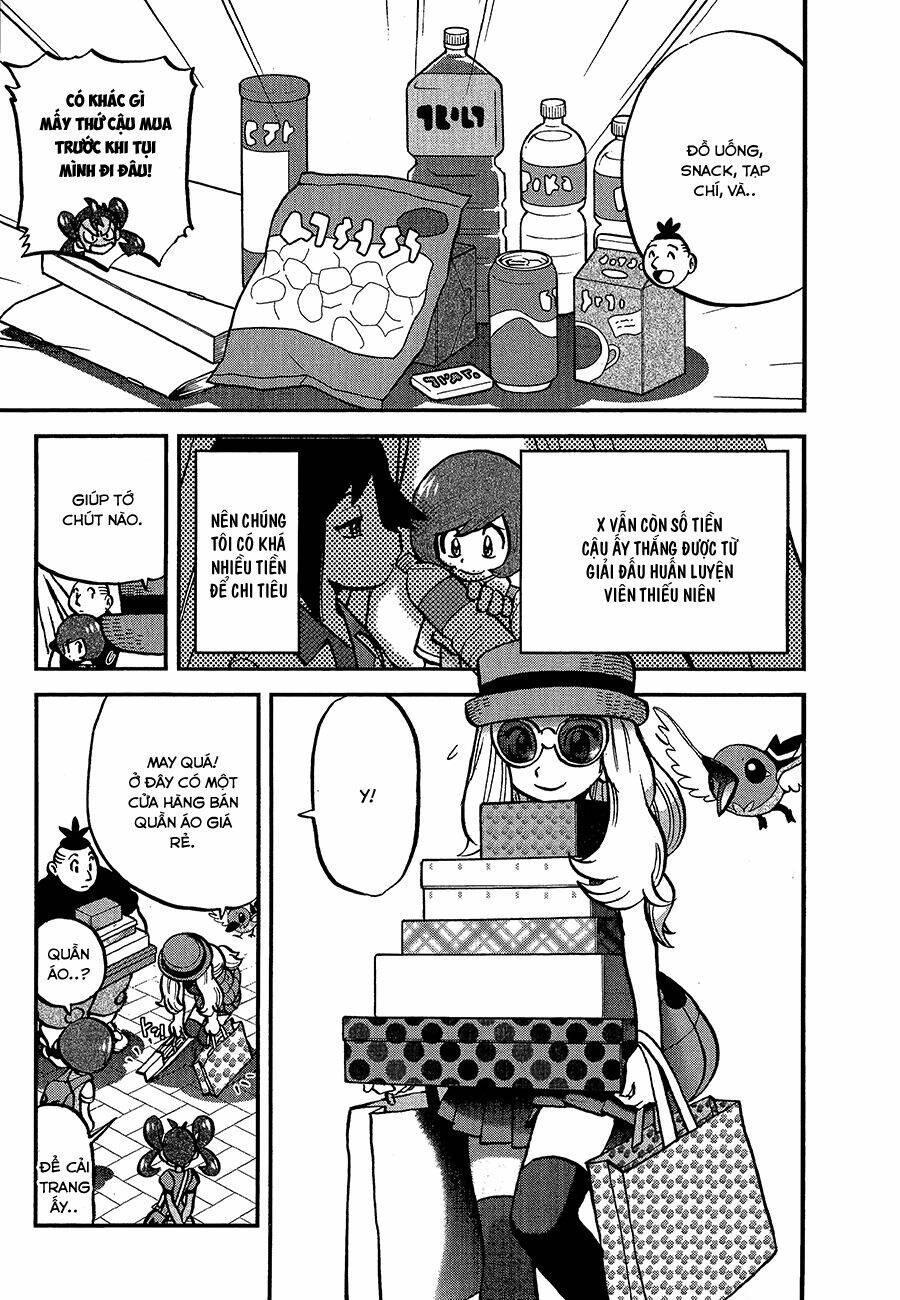 ĐỒ UỐNG,
SNACK, TẠP
CHÍ, VÀ..
CÓ KHÁC GÌ
MẤY THỨ CẬU MUA
TRƯỚC KHI TỤI
MÌNH ĐI ĐÂU!
X VẪN CÒN SỐ TIỀN
CẬU ẤY THẮNG ĐƯỢC TỪ
GIẢI ĐẤU HUẤN LUYỆN
VIÊN THIẾU NIÊN
NÊN CHÚNG
TÔI CÓ KHÁ
NHIỀU TIỀN
ĐỂ CHI TIÊU
GIÚP TỚ
CHÚT NÀO.
Y!
MAY QUÁ!
Ở ĐÂY CÓ MỘT
CỬA HÀNG BÁN
QUẦN ÁO GIÁ
RẺ.
QUẦN
ÁO..?
ĐỂ CẢI
TRANG
ẤY..